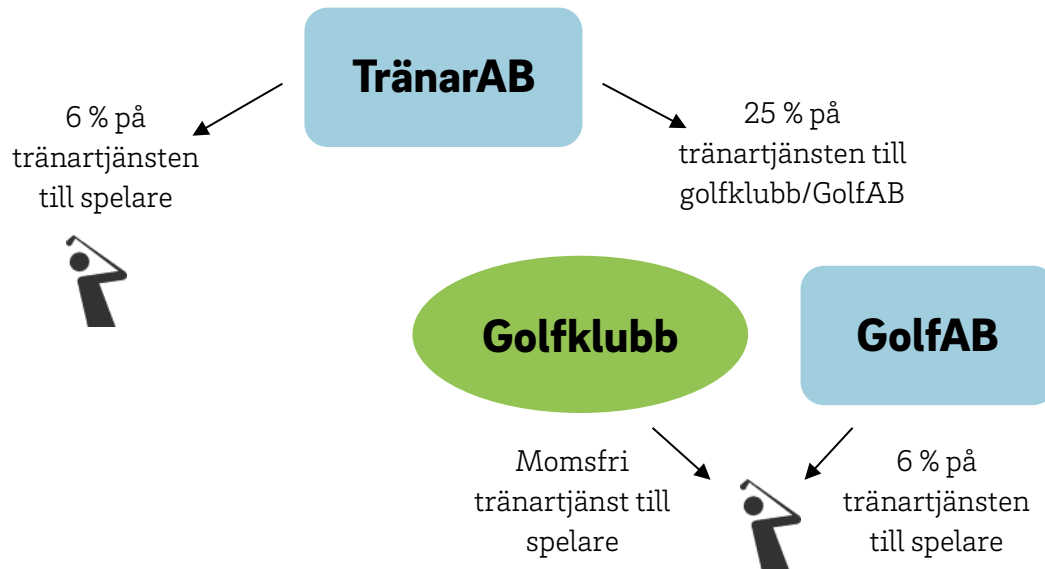 TränarAB
6 % på
tränartjänsten
till spelare
25 % på
tränartjänsten till
golfklubb/GolfAB
Golfklubb
GolfAB
Momsfri
tränartjänst till
spelare
6 % på
tränartjänsten
till spelare